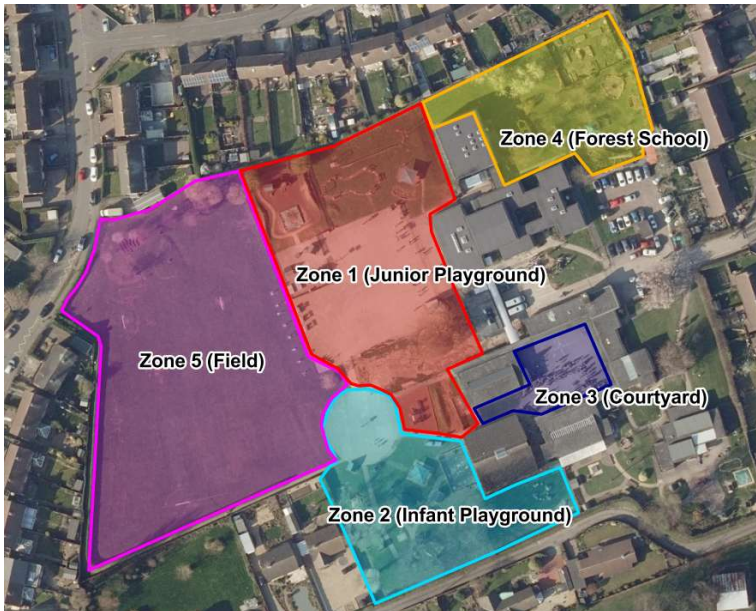 Zone 4 (Forest School)
Zone 1 (Junior Playground)
Zone 5 (Field)
Zone 3 (Courtyard)
Zone 2 (Infant Playground)